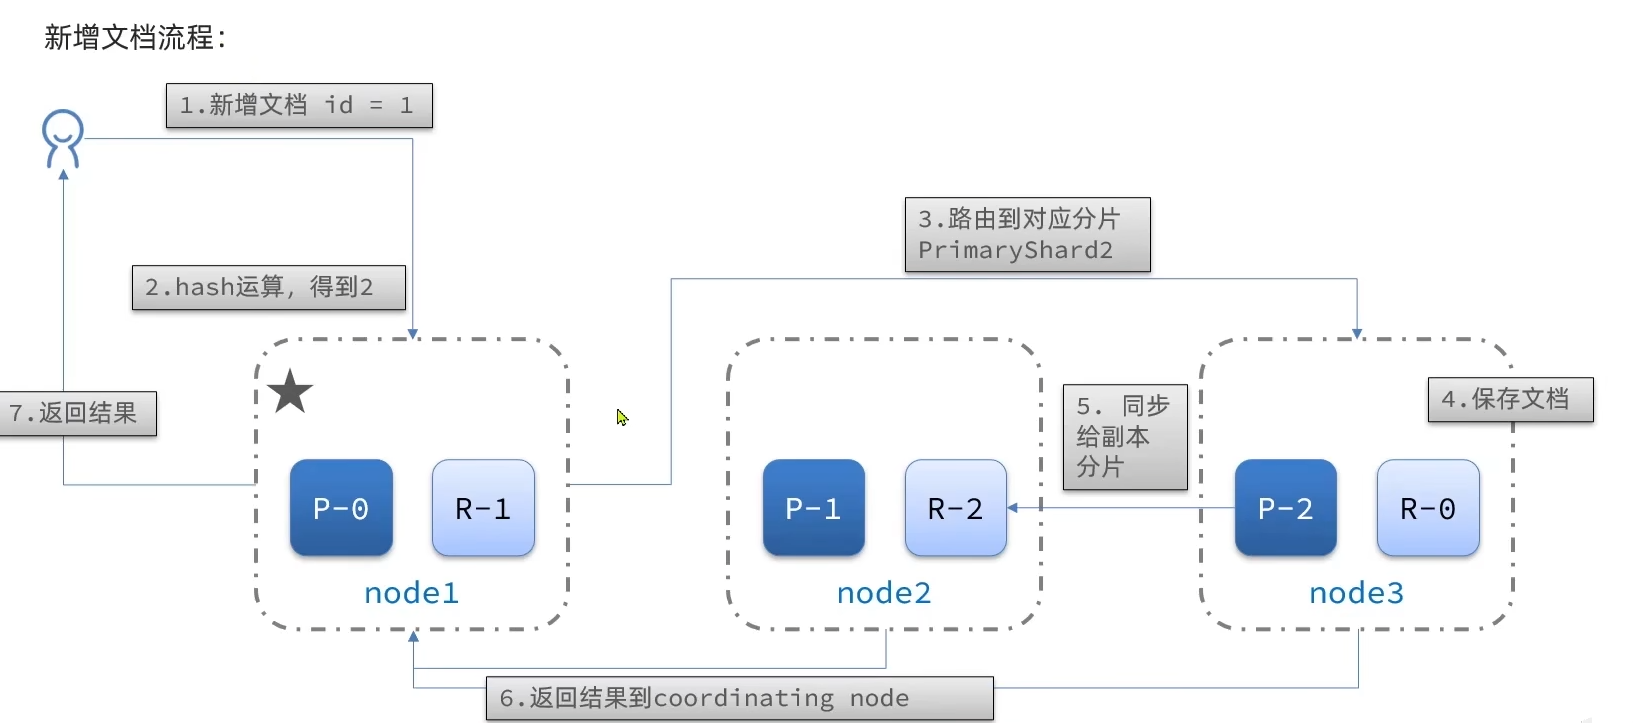 新增文档流程：
1.新增文档 id = 1
2.hash运算，得到2
3.路由到对应分片
PrimaryShard2
4.保存文档
5. 同步
给副本
分片
7.返回结果
P-0
R-1
P-1
R-2
P-2
R-0
node1
node2
node3
6.返回结果到coordinating node